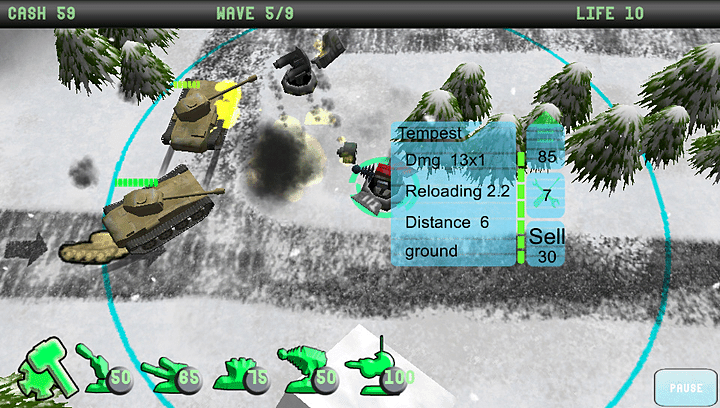 CASH 59 WAVE 5/9 LIFE 10
Tempest
Dmg 13x1
85
Reloading 2.2
7
Distance 6
Sell
ground
30
50 65 75 50 100
PAUSE